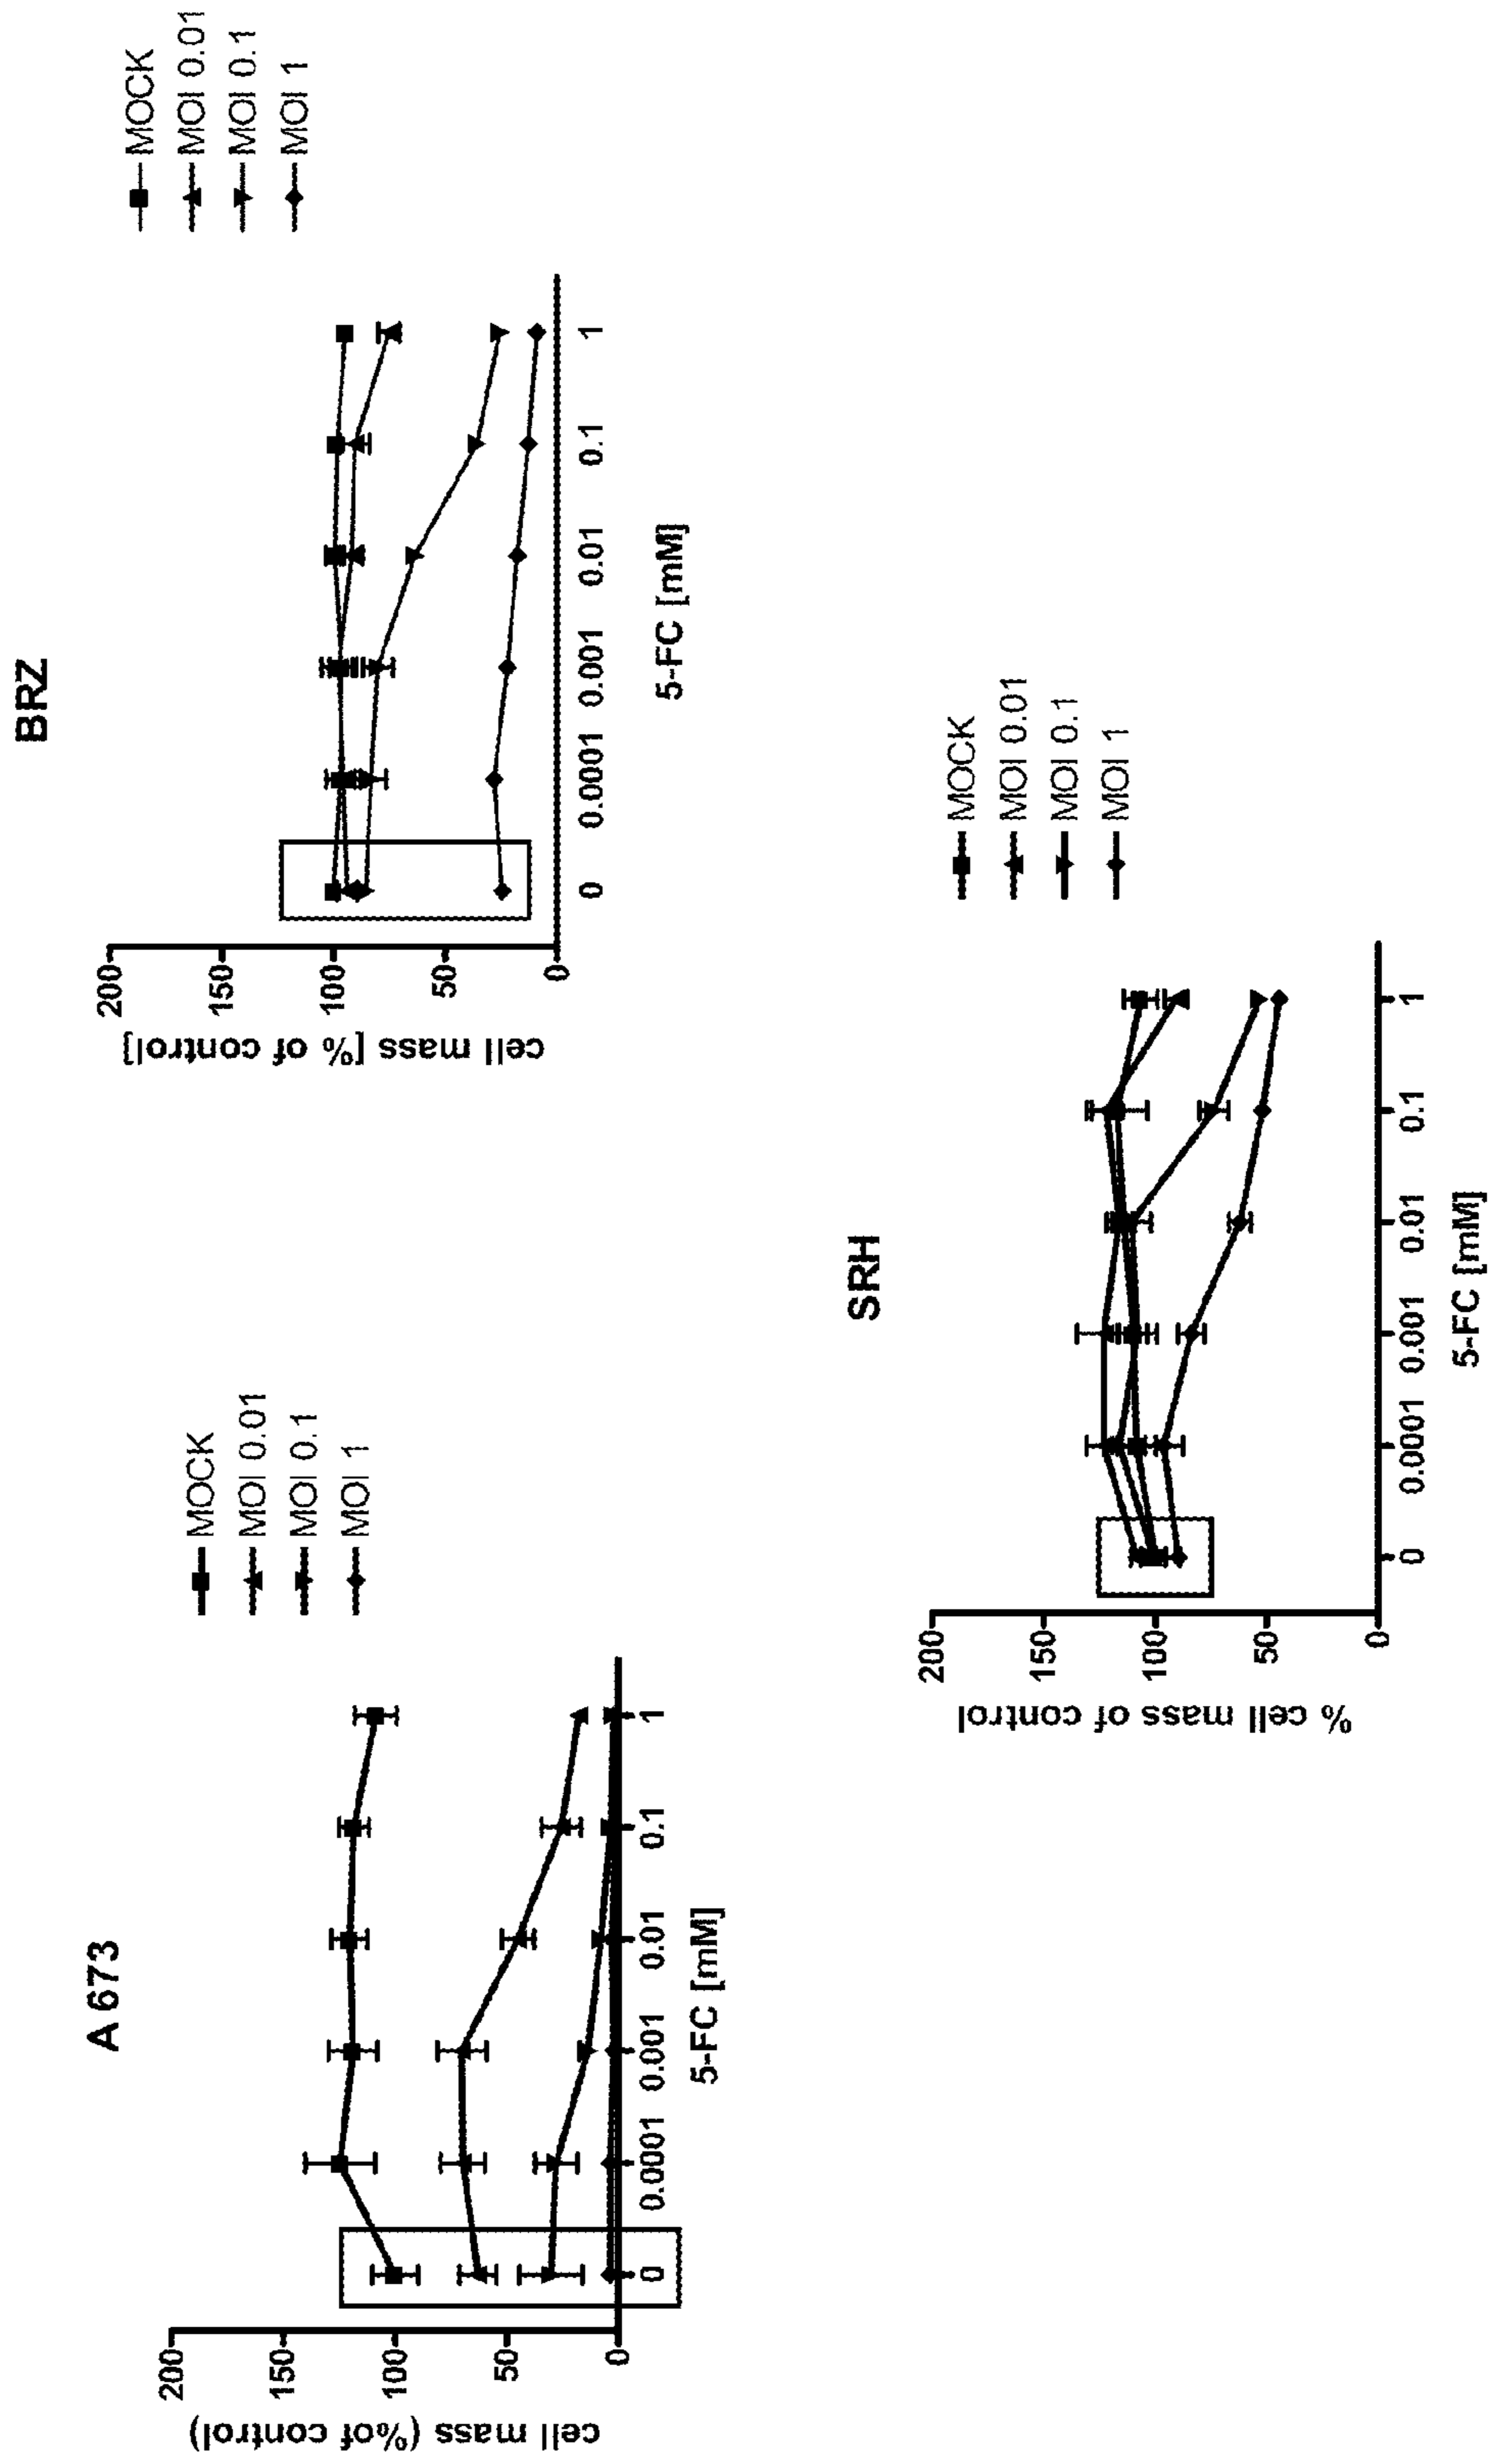 A 673
cell mass (%of control)
200
150
100
50
0
0
0.0001
0.001
0.01
0.1
1
5-FC [mM]
MOCK
MOI 0.01
MOI 0.1
MOI 1
BRZ
cell mass [% of control]
200
150
100
50
0
0
0.0001
0.001
0.01
0.1
1
5-FC [mM]
MOCK
MOI 0.01
MOI 0.1
MOI 1
SRH
% cell mass of control
200
150
100
50
0
0
0.0001
0.001
0.01
0.1
1
5-FC [mM]
MOCK
MOI 0.01
MOI 0.1
MOI 1